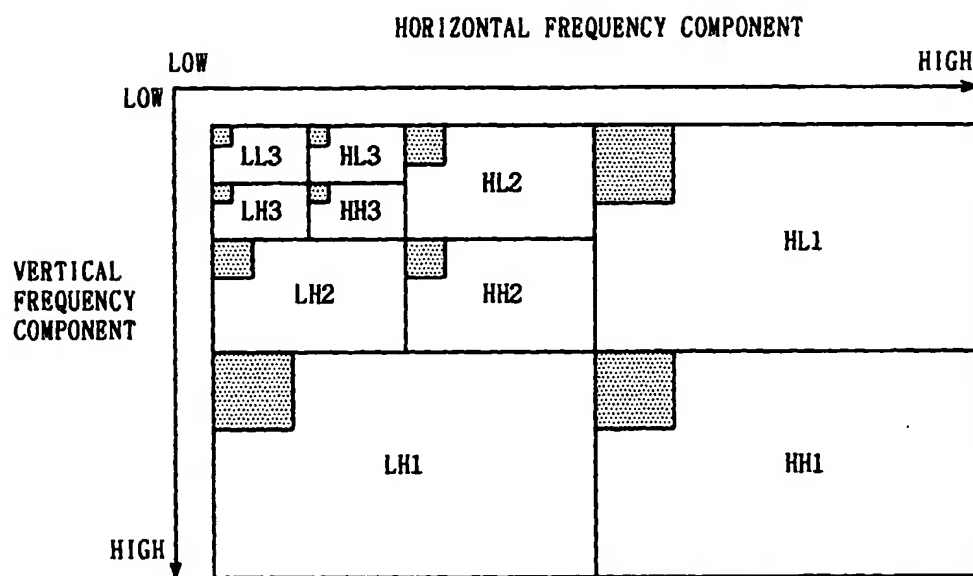 HORIZONTAL FREQUENCY COMPONENT
LOW
HIGH
LOW
LL3
HL3
HL2
LH3
HH3
HL1
VERTICAL
FREQUENCY
COMPONENT
LH2
HH2
LH1
HH1
HIGH